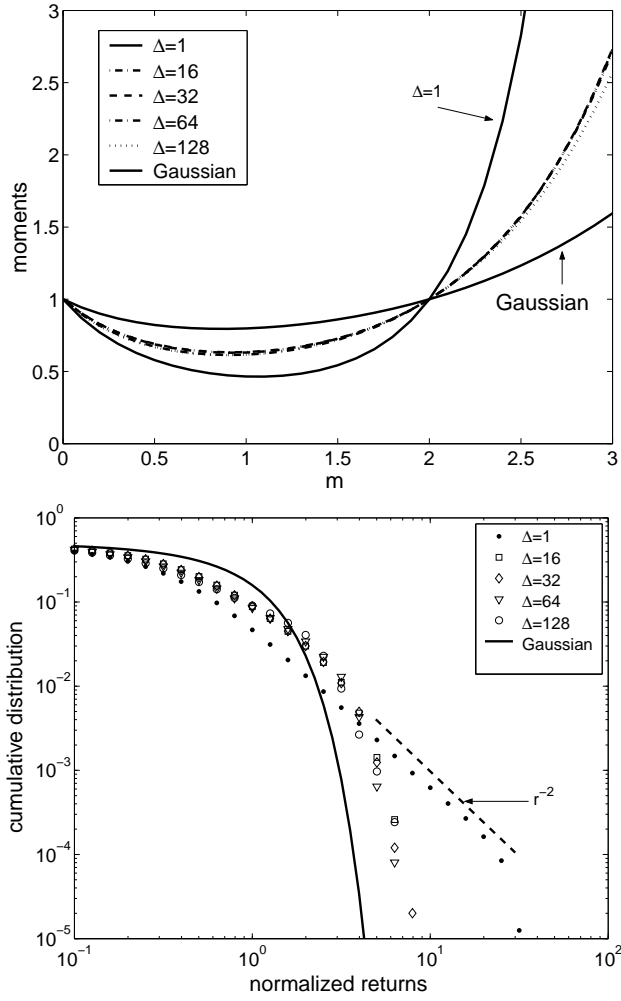 3
2.5
2
1.5
1
0.5
0
moments
Δ=1
Δ=16
Δ=32
Δ=64
Δ=128
Gaussian
Δ=1
Gaussian
0 0.5 1 1.5 2 2.5 3
m
10^0
10^-1
10^-2
10^-3
10^-4
10^-5
cumulative distribution
Δ=1
Δ=16
Δ=32
Δ=64
Δ=128
Gaussian
r^-2
10^-1 10^0 10^1 10^2
normalized returns